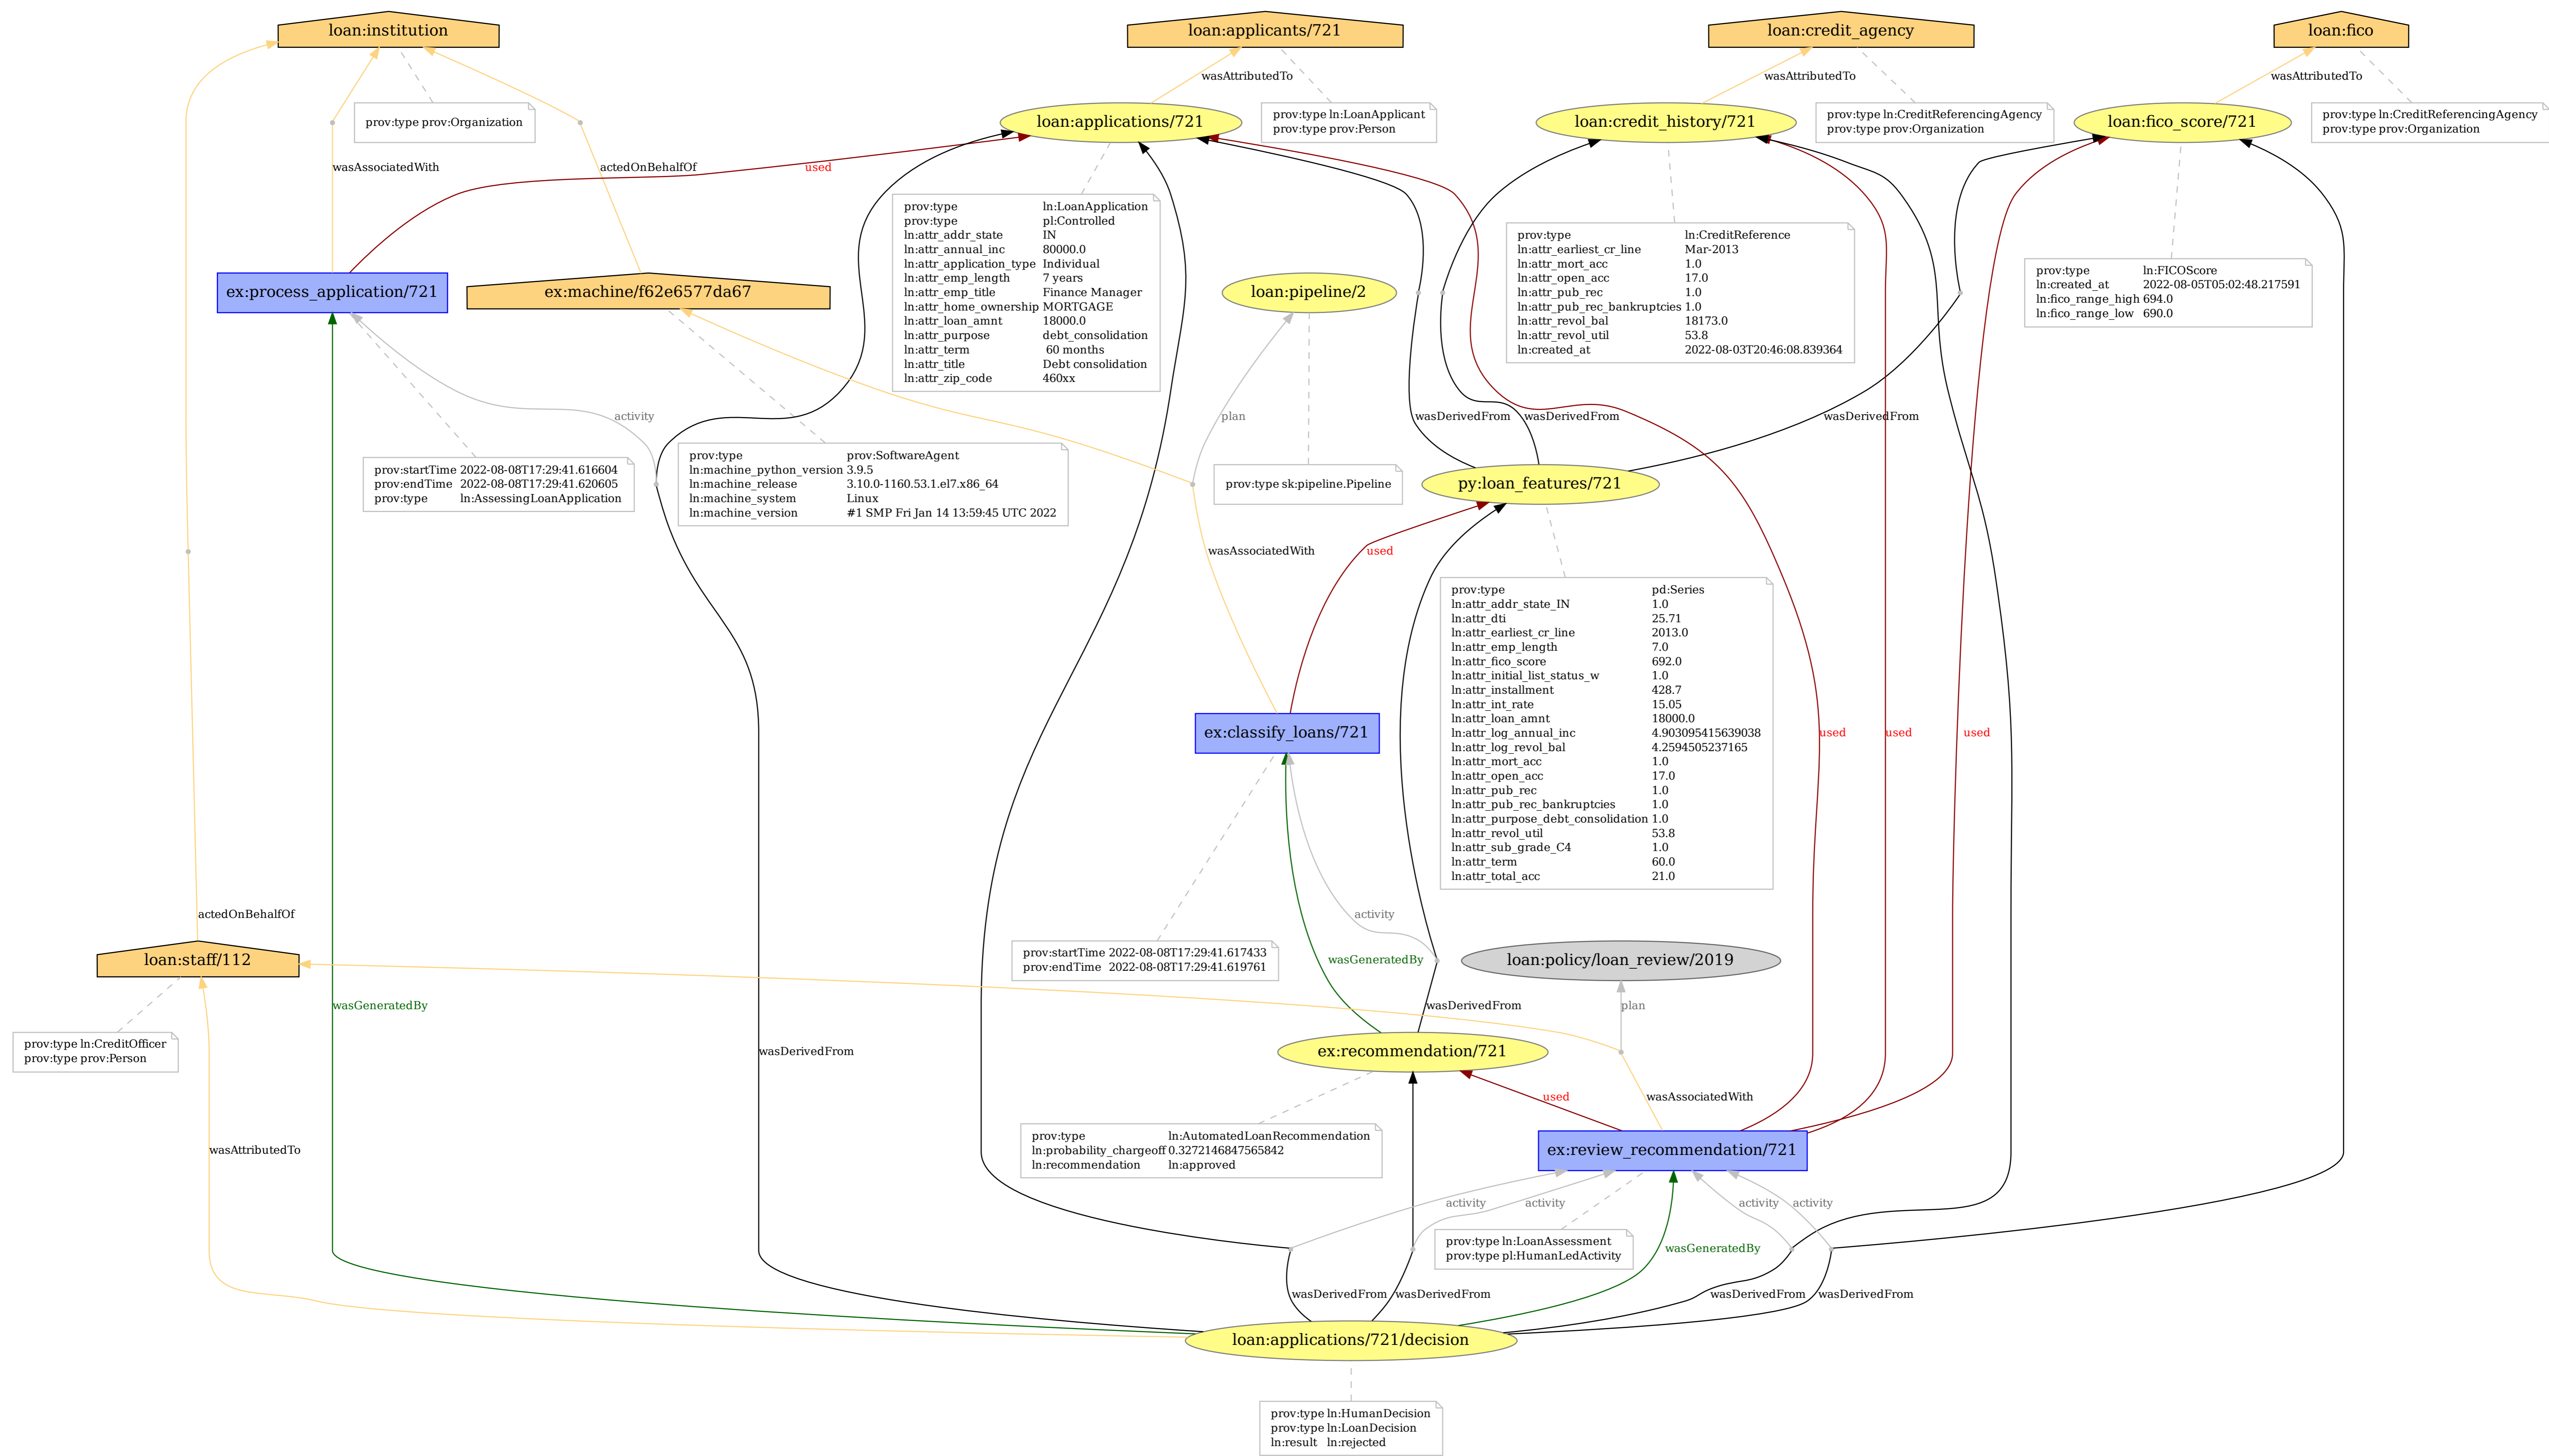 loan:institution
loan:applicants/721
loan:credit_agency
loan:fico
wasAttributedTo
wasAttributedTo
wasAttributedTo
prov:type prov:Organization
loan:applications/721
prov:type ln:LoanApplicant
prov:type prov:Person
loan:credit_history/721
prov:type ln:CreditReferencingAgency
prov:type prov:Organization
loan:fico_score/721
prov:type ln:CreditReferencingAgency
prov:type prov:Organization
wasAssociatedWith
actedOnBehalfOf
used
prov:type ln:LoanApplication
prov:type pl:Controlled
ln:attr_addr_state IN
ln:attr_annual_inc 80000.0
ln:attr_application_type Individual
ln:attr_emp_length 7 years
ln:attr_emp_title Finance Manager
ln:attr_home_ownership MORTGAGE
ln:attr_loan_amnt 18000.0
ln:attr_purpose debt_consolidation
ln:attr_term 60 months
ln:attr_title Debt consolidation
ln:attr_zip_code 460xx
prov:type ln:CreditReference
ln:attr_earliest_cr_line Mar-2013
ln:attr_mort_acc 1.0
ln:attr_open_acc 17.0
ln:attr_pub_rec 1.0
ln:attr_pub_rec_bankruptcies 1.0
ln:attr_revol_bal 18173.0
ln:attr_revol_util 53.8
ln:created_at 2022-08-03T20:46:08.839364
prov:type ln:FICOScore
ln:created_at 2022-08-05T05:02:48.217591
ln:fico_range_high 694.0
ln:fico_range_low 690.0
ex:process_application/721
ex:machine/f62e6577da67
loan:pipeline/2
activity
plan
wasDerivedFrom
wasDerivedFrom
wasDerivedFrom
prov:startTime 2022-08-08T17:29:41.616604
prov:endTime 2022-08-08T17:29:41.620605
prov:type ln:AssessingLoanApplication
prov:type prov:SoftwareAgent
ln:machine_python_version 3.9.5
ln:machine_release 3.10.0-1160.53.1.el7.x86_64
ln:machine_system Linux
ln:machine_version #1 SMP Fri Jan 14 13:59:45 UTC 2022
prov:type sk:pipeline.Pipeline
py:loan_features/721
wasAssociatedWith
used
prov:type pd:Series
ln:attr_addr_state_IN 1.0
ln:attr_dti 25.71
ln:attr_earliest_cr_line 2013.0
ln:attr_emp_length 7.0
ln:attr_fico_score 692.0
ln:attr_initial_list_status_w 1.0
ln:attr_installment 428.7
ln:attr_int_rate 15.05
ln:attr_loan_amnt 18000.0
ln:attr_log_annual_inc 4.903095415639038
ln:attr_log_revol_bal 4.2594505237165
ln:attr_mort_acc 1.0
ln:attr_open_acc 17.0
ln:attr_pub_rec 1.0
ln:attr_pub_rec_bankruptcies 1.0
ln:attr_purpose_debt_consolidation 1.0
ln:attr_revol_util 53.8
ln:attr_sub_grade_C4 1.0
ln:attr_term 60.0
ln:attr_total_acc 21.0
ex:classify_loans/721
used
used
used
actedOnBehalfOf
activity
loan:staff/112
prov:startTime 2022-08-08T17:29:41.617433
prov:endTime 2022-08-08T17:29:41.619761
wasGeneratedBy
loan:policy/loan_review/2019
wasGeneratedBy
wasDerivedFrom
plan
prov:type ln:CreditOfficer
prov:type prov:Person
wasDerivedFrom
ex:recommendation/721
used
wasAssociatedWith
prov:type ln:AutomatedLoanRecommendation
ln:probability_chargeoff 0.3272146847565842
ln:recommendation ln:approved
ex:review_recommendation/721
wasAttributedTo
activity
activity
activity
activity
prov:type ln:LoanAssessment
prov:type pl:HumanLedActivity
wasGeneratedBy
wasDerivedFrom
wasDerivedFrom
wasDerivedFrom
wasDerivedFrom
loan:applications/721/decision
prov:type ln:HumanDecision
prov:type ln:LoanDecision
ln:result ln:rejected